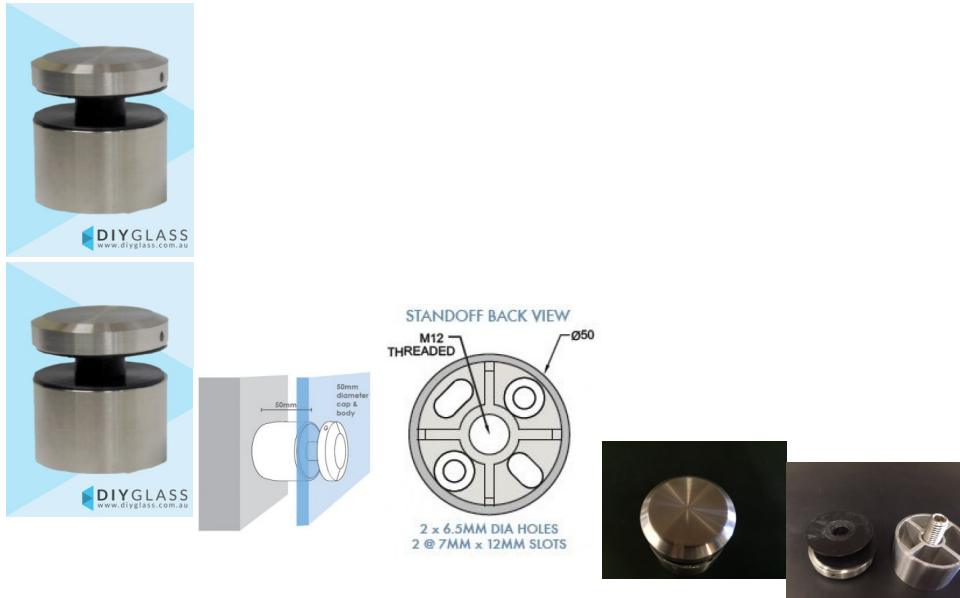 DIYGLASS
www.diyglass.com.au
DIYGLASS
www.diyglass.com.au
50mm
50mm
diameter
cap &
body
STANDOFF BACK VIEW
M12
THREADED
Ø50
2 x 6.5MM DIA HOLES
2 @ 7MM x 12MM SLOTS